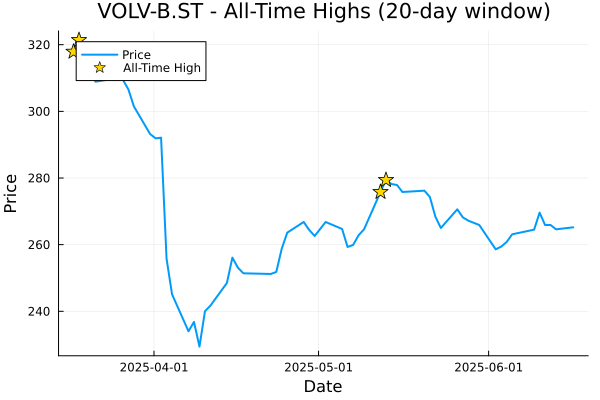 VOLV-B.ST - All-Time Highs (20-day window)
Price
All-Time High
320
300
280
260
240
Price
2025-04-01
2025-05-01
2025-06-01
Date